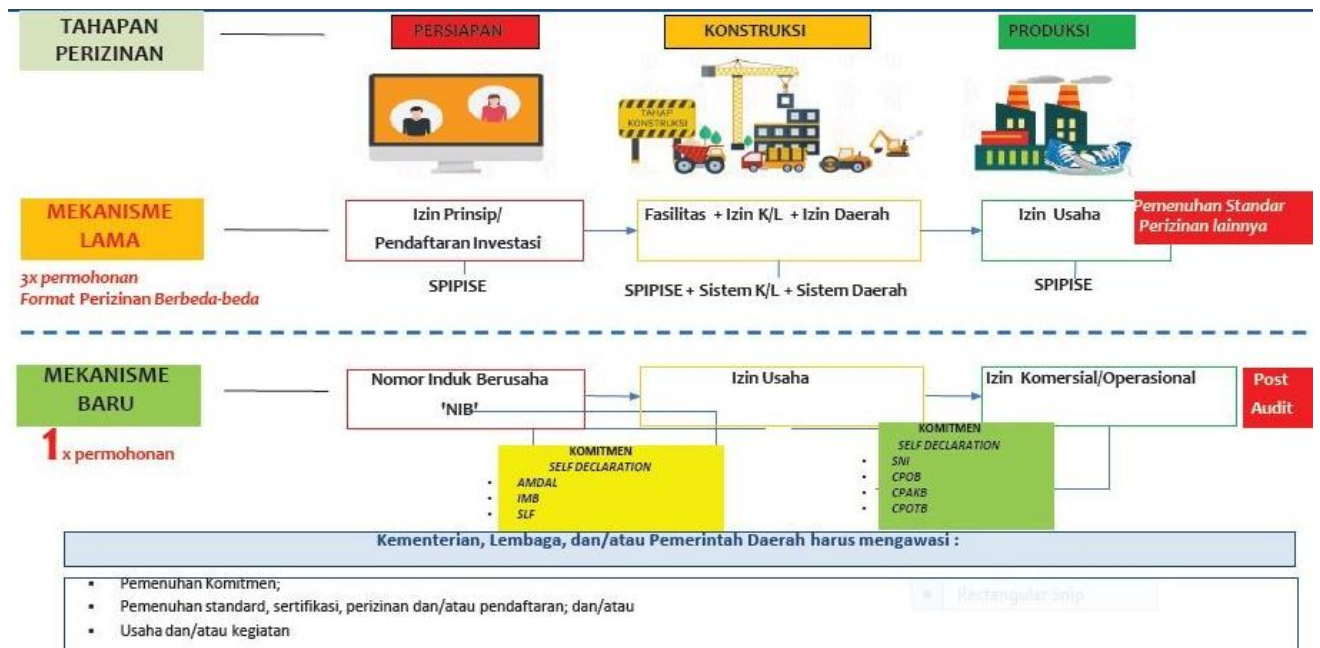 TAHAPAN
PERIZINAN
PERSIAPAN
KONSTRUKSI
PRODUKSI
TAHAP
KONSTRUKSI
MEKANISME
LAMA
3x permohonan
Format Perizinan Berbeda-beda
Izin Prinsip/
Pendaftaran Investasi
SPIPISE
Fasilitas + Izin K/L + Izin Daerah
SPIPISE + Sistem K/L + Sistem Daerah
Izin Usaha
SPIPISE
Pemenuhan Standar
Perizinan lainnya
MEKANISME
BARU
1x permohonan
Nomor Induk Berusaha
'NIB'
Izin Usaha
Izin Komersial/Operasional
Post
Audit
KOMITMEN
SELF DECLARATION
▪ AMDAL
▪ IMB
▪ SLF
KOMITMEN
SELF DECLARATION
▪ SNI
▪ CPOB
▪ CPAKB
▪ CPOTB
Kementerian, Lembaga, dan/atau Pemerintah Daerah harus mengawasi :
▪ Pemenuhan Komitmen;
▪ Pemenuhan standard, sertifikasi, perizinan dan/atau pendaftaran; dan/atau
▪ Usaha dan/atau kegiatan
Rectangular Snip